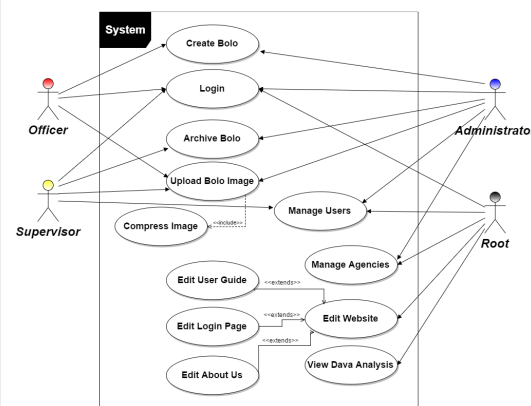 System
Create Bolo
Login
Officer
Administrato
Archive Bolo
Upload Bolo Image
Supervisor
Manage Users
<<include>>
Compress Image
Root
Manage Agencies
Edit User Guide
<<extends>>
Edit Website
<<extends>>
Edit Login Page
<<extends>>
View Dava Analysis
Edit About Us